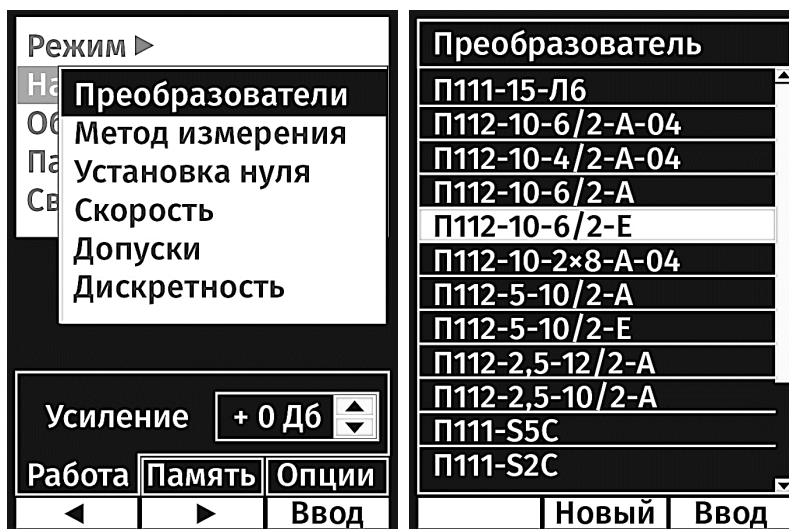 Режим
Преобразователи
Метод измерения
Установка нуля
Скорость
Допуски
Дискретность
Усиление + 0 Дб
Работа Память Опции
Ввод
Преобразователь
П111-15-Л6
П112-10-6/2-А-04
П112-10-4/2-А-04
П112-10-6/2-А
П112-10-6/2-Е
П112-10-2×8-А-04
П112-5-10/2-А
П112-5-10/2-Е
П112-2,5-12/2-А
П112-2,5-10/2-А
П111-S5C
П111-S2C
Новый Ввод